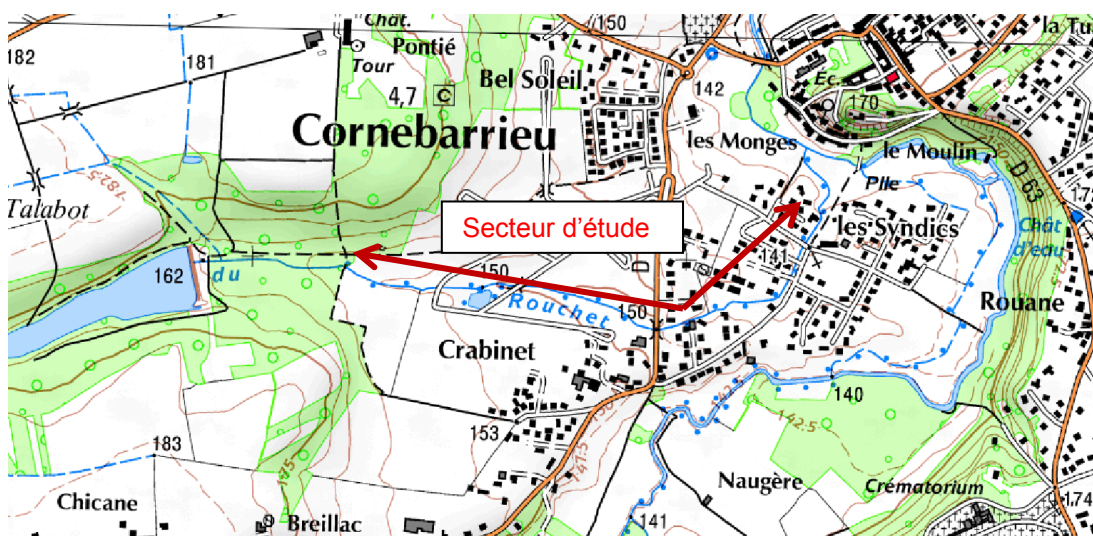 Chât.
150
la Tu
182
181
Pontié
Tour
Bel Soleil
Ec.
4,7
C
142
170
Cornebarrieu
les Monges
le Moulin
D 63
182.5
Talabot
Secteur d'étude
Plle
les Syndics
Chât
d'eau
162
du
150
141
D
Rouchet
150
Rouane
Crabinet
140
142.5
153
141.5
183
175
Naugère
Crématorium
174
Chicane
Breillac
141